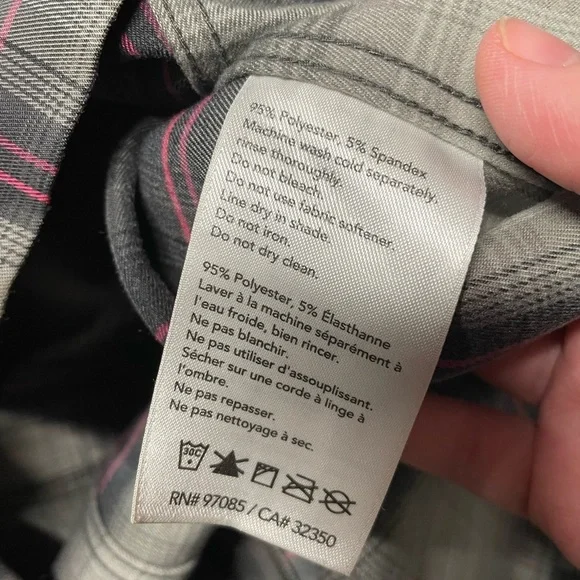 95% Polyester, 5% Spandex
Machine wash cold separately,
rinse thoroughly.
Do not bleach.
Do not use fabric softener.
Line dry in shade.
Do not iron.
Do not dry clean.
95% Polyester, 5% Élasthanne
Laver à la machine séparément à
l'eau froide, bien rincer.
Ne pas blanchir.
Ne pas utiliser d'assouplissant.
Sécher sur une corde à linge à
l'ombre.
Ne pas repasser.
Ne pas nettoyage à sec.
30C
RN# 97085 / CA# 32350